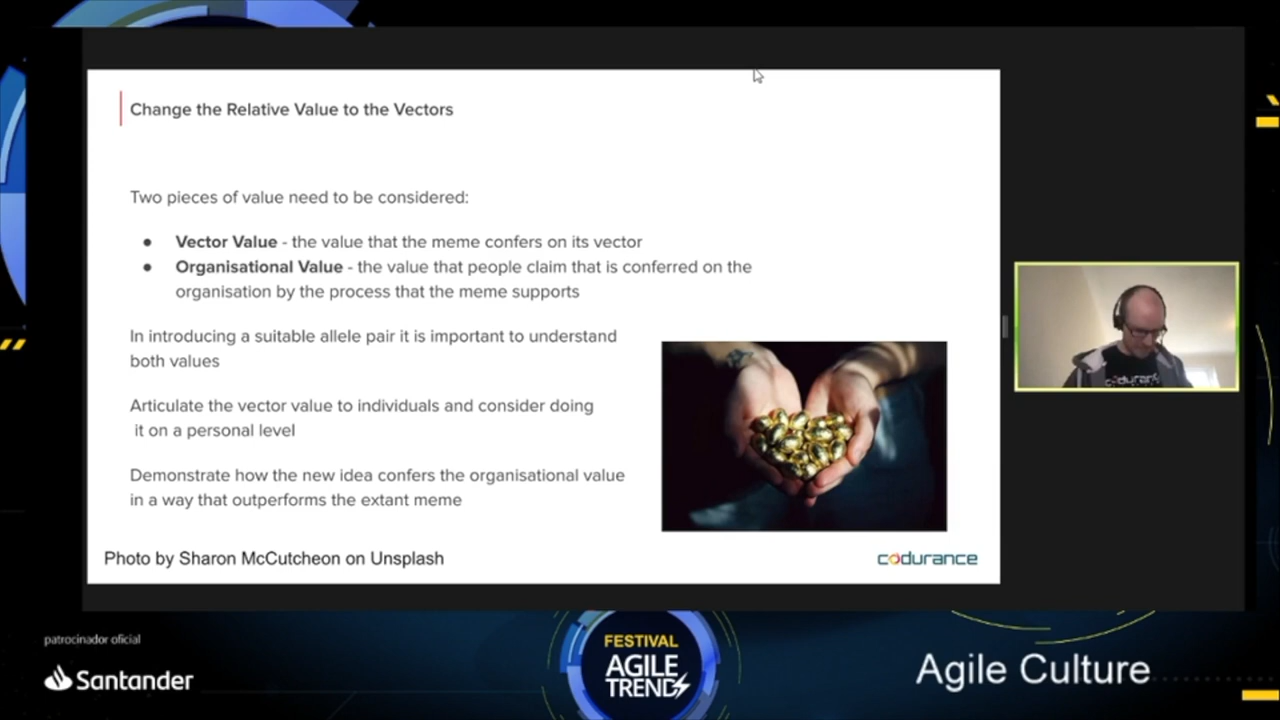 Change the Relative Value to the Vectors
Two pieces of value need to be considered:
● Vector Value - the value that the meme confers on its vector
● Organisational Value - the value that people claim that is conferred on the
organisation by the process that the meme supports
In introducing a suitable allele pair it is important to understand
both values
Articulate the vector value to individuals and consider doing
it on a personal level
Demonstrate how the new idea confers the organisational value
in a way that outperforms the extant meme
Photo by Sharon McCutcheon on Unsplash
codurance
codurance
patrocinador oficial
Santander
FESTIVAL
AGILE
TRENDS
Agile Culture